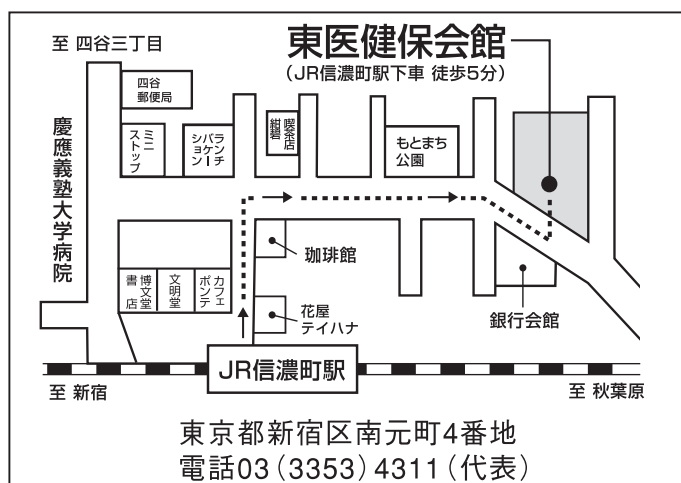 至 四谷三丁目
東医健保会館
(JR信濃町駅下車 徒歩5分)
四谷
郵便局
慶應義塾大学病院
ミニ
ストップ
シバラ
ョケン
ンーチ
喫茶店
紺碧
もとまち
公園
珈琲館
博文堂
書店
文明堂
カフェ
ポンテ
花屋
テイハナ
銀行会館
JR信濃町駅
至 新宿
至 秋葉原
東京都新宿区南元町4番地
電話03(3353)4311(代表)